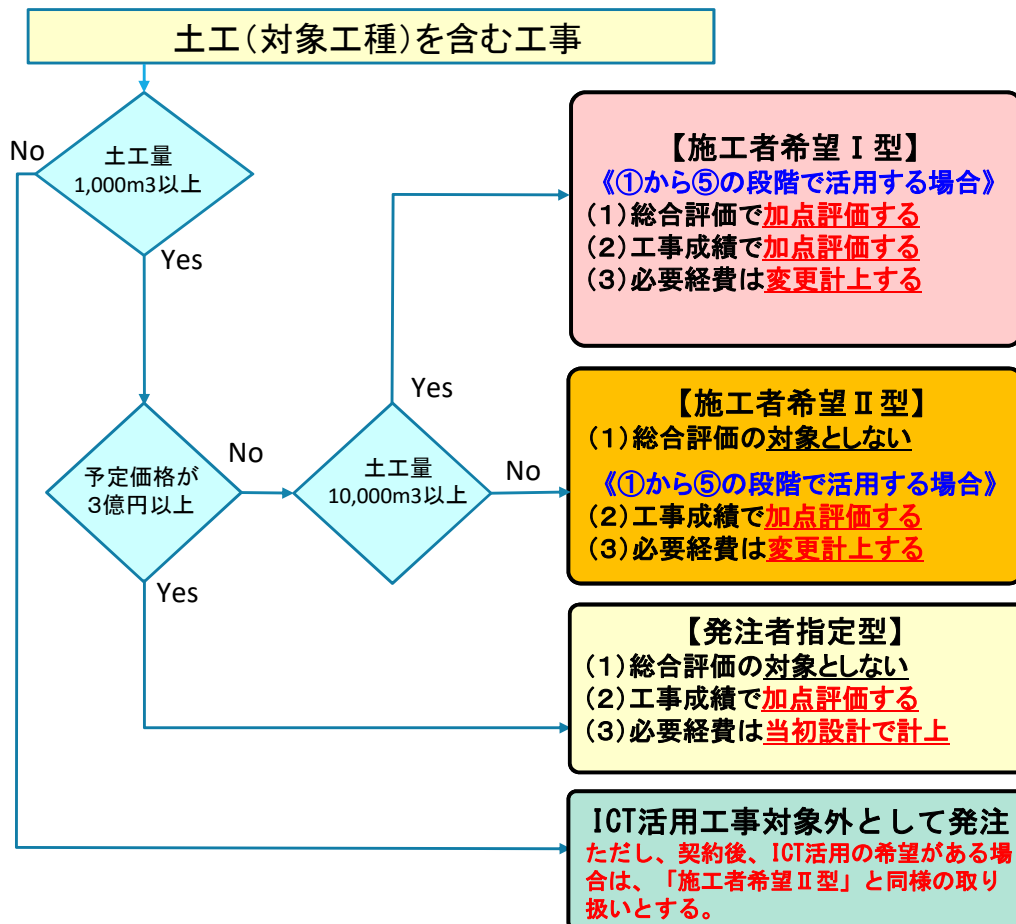 土工(対象工種)を含む工事
No
土工量
1,000m3以上
Yes
予定価格が
3億円以上
No
Yes
土工量
10,000m3以上
Yes
No
【施工者希望Ⅰ型】
《①から⑤の段階で活用する場合》
(1)総合評価で加点評価する
(2)工事成績で加点評価する
(3)必要経費は変更計上する
【施工者希望Ⅱ型】
(1)総合評価の対象としない
《①から⑤の段階で活用する場合》
(2)工事成績で加点評価する
(3)必要経費は変更計上する
【発注者指定型】
(1)総合評価の対象としない
(2)工事成績で加点評価する
(3)必要経費は当初設計で計上
ICT活用工事対象外として発注
ただし、契約後、ICT活用の希望がある場
合は、「施工者希望Ⅱ型」と同様の取り
扱いとする。